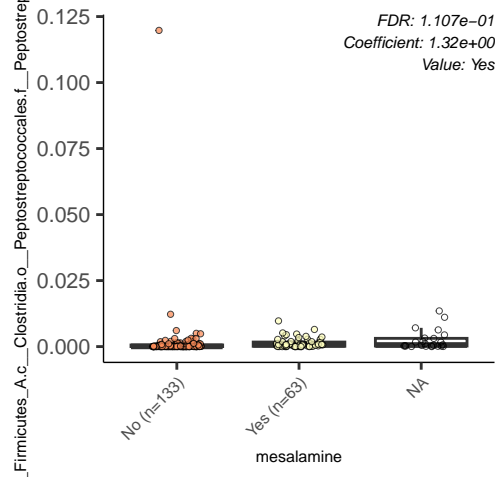 FDR: 1.107e−01
Coefficient: 1.32e+00
Value: Yes
_Firmicutes_A.c__Clostridia.o__Peptostreptococcales.f__Peptostrep
0.125
0.100
0.075
0.050
0.025
0.000
No (n=133)
Yes (n=63)
NA
mesalamine